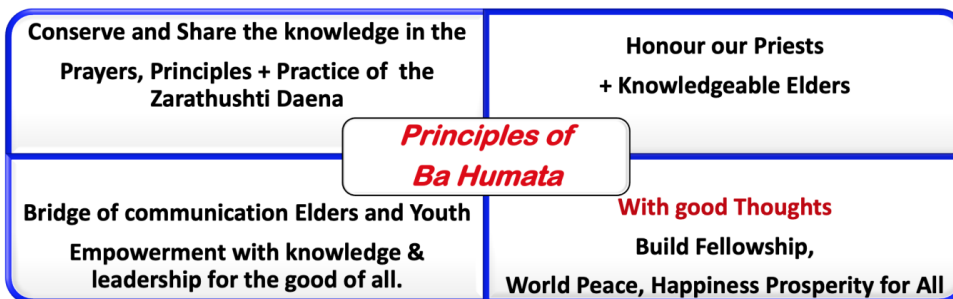 Conserve and Share the knowledge in the
Prayers, Principles + Practice of the
Zarathushti Daena
Honour our Priests
+ Knowledgeable Elders
Principles of
Ba Humata
Bridge of communication Elders and Youth
Empowerment with knowledge &
leadership for the good of all.
With good Thoughts
Build Fellowship,
World Peace, Happiness Prosperity for All